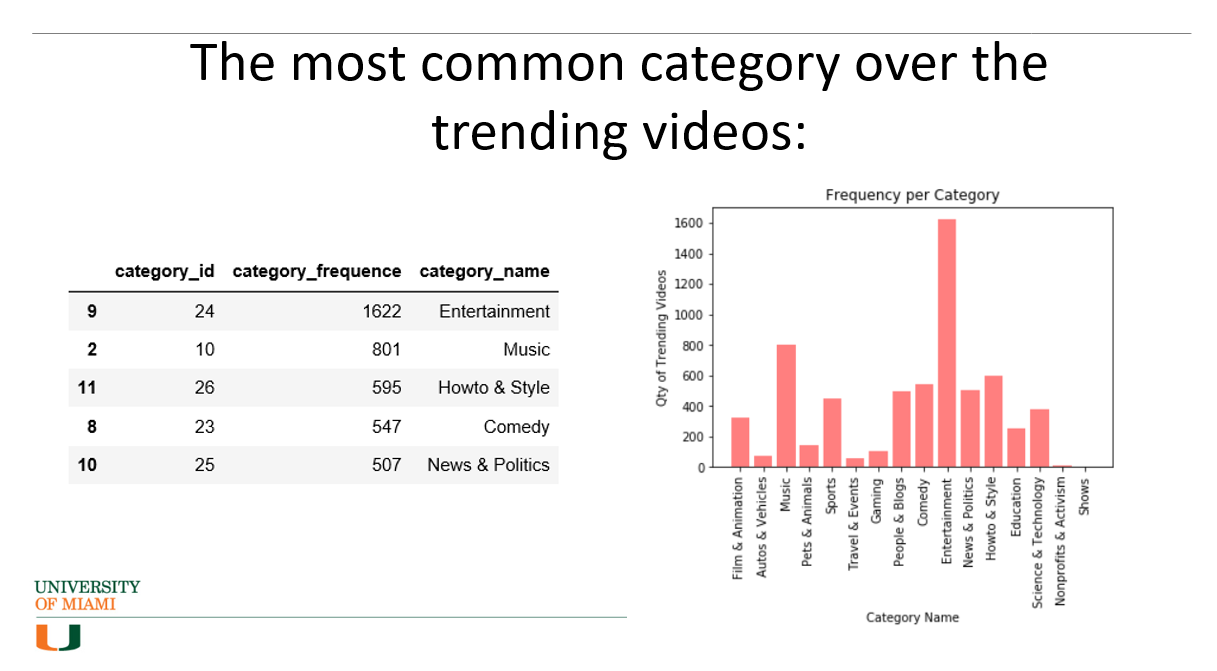 The most common category over the
trending videos:
category_id category_frequence category_name
9 24 1622 Entertainment
2 10 801 Music
11 26 595 Howto & Style
8 23 547 Comedy
10 25 507 News & Politics
Frequency per Category
Qty of Trending Videos
1600
1400
1200
1000
800
600
400
200
0
Film & Animation
Autos & Vehicles
Music
Pets & Animals
Sports
Travel & Events
Gaming
People & Blogs
Comedy
Entertainment
News & Politics
Howto & Style
Education
Science & Technology
Nonprofits & Activism
Shows
Category Name
UNIVERSITY
OF MIAMI
U